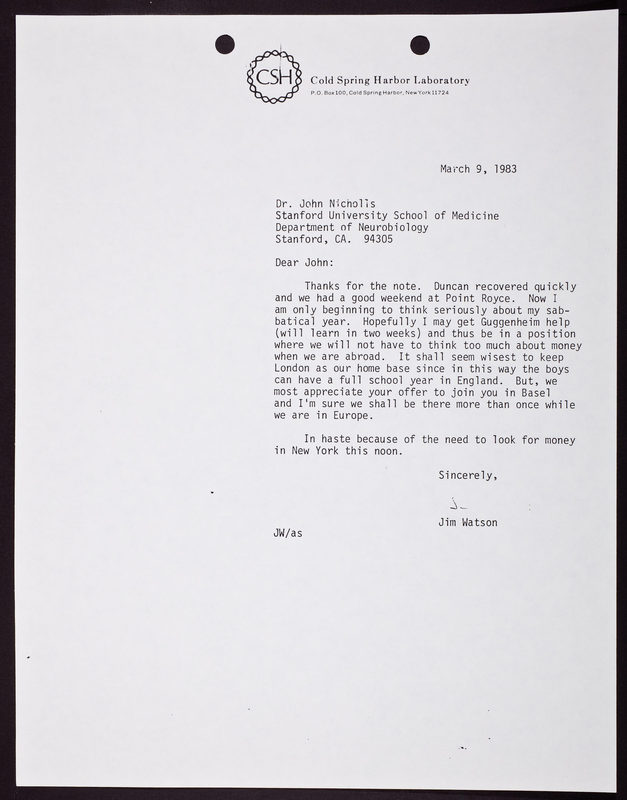 CSH
Cold Spring Harbor Laboratory
P.O. Box 100, Cold Spring Harbor, New York 11724
March 9, 1983
Dr. John Nicholls
Stanford University School of Medicine
Department of Neurobiology
Stanford, CA.  94305
Dear John:
Thanks for the note.  Duncan recovered quickly
and we had a good weekend at Point Royce.  Now I
am only beginning to think seriously about my sab-
batical year.  Hopefully I may get Guggenheim help
(will learn in two weeks) and thus be in a position
where we will not have to think too much about money
when we are abroad.  It shall seem wisest to keep
London as our home base since in this way the boys
can have a full school year in England.  But, we
most appreciate your offer to join you in Basel
and I'm sure we shall be there more than once while
we are in Europe.
In haste because of the need to look for money
in New York this noon.
Sincerely,
Jim Watson
JW/as